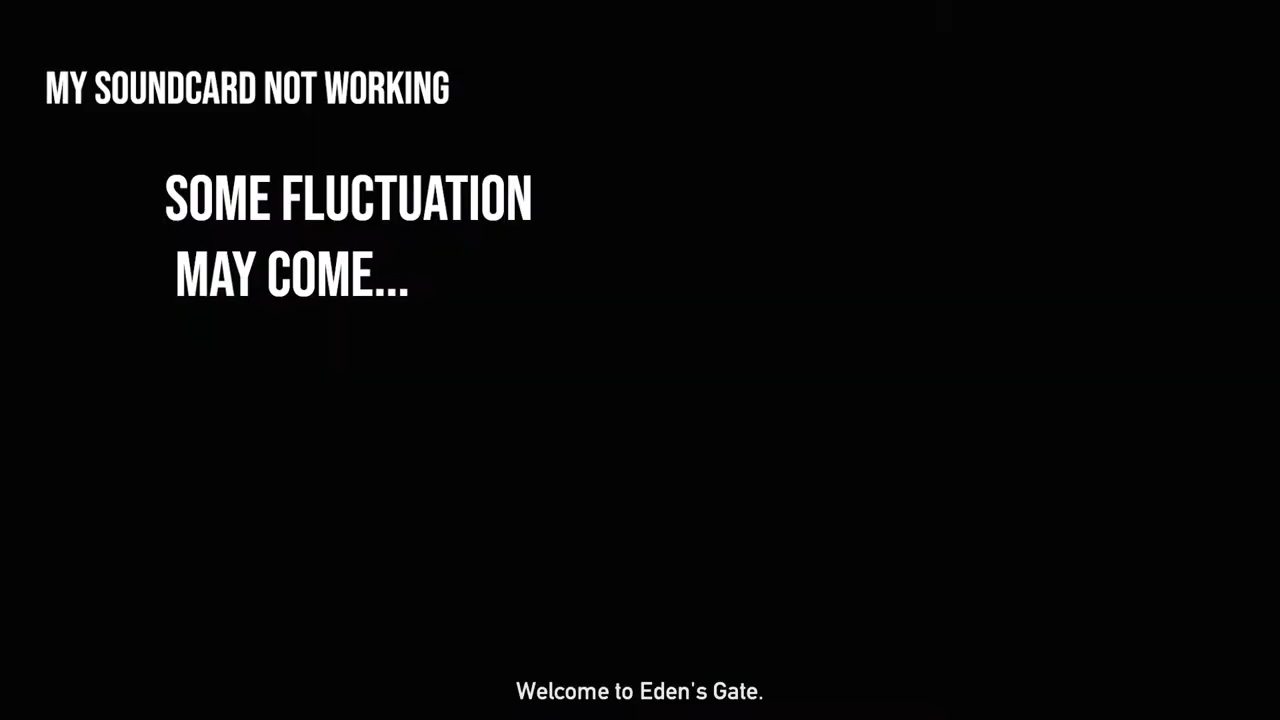 MY SOUNDCARD NOT WORKING
SOME FLUCTUATION
MAY COME...
Welcome to Eden's Gate.